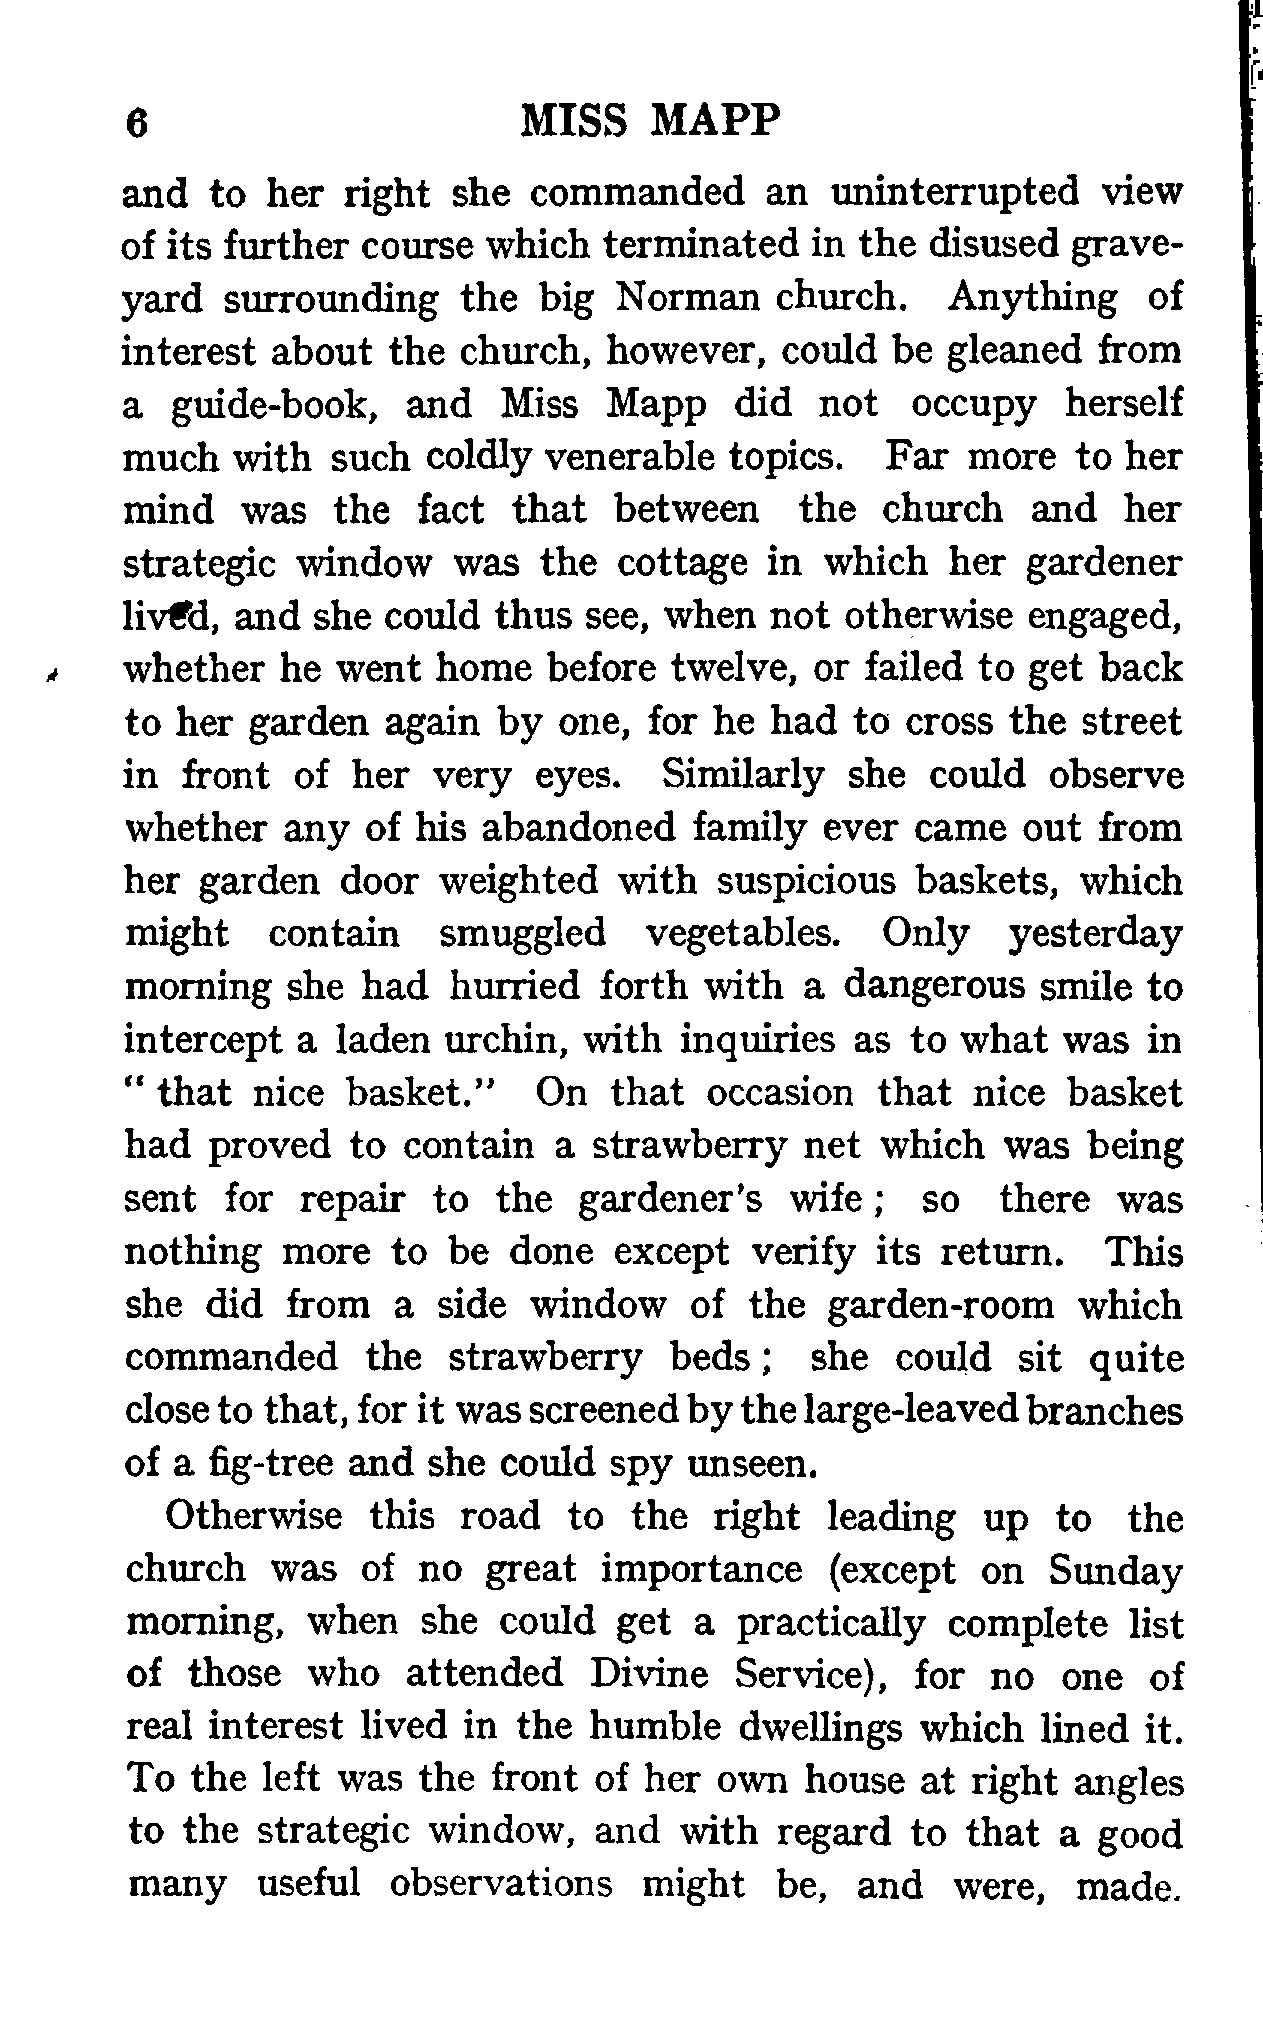 6 MISS MAPP
and to her right she commanded an uninterrupted view
of its further course which terminated in the disused grave-
yard surrounding the big Norman church. Anything of
interest about the church, however, could be gleaned from
a guide-book, and Miss Mapp did not occupy herself
much with such coldly venerable topics. Far more to her
mind was the fact that between the church and her
strategic window was the cottage in which her gardener
lived, and she could thus see, when not otherwise engaged,
whether he went home before twelve, or failed to get back
to her garden again by one, for he had to cross the street
in front of her very eyes. Similarly she could observe
whether any of his abandoned family ever came out from
her garden door weighted with suspicious baskets, which
might contain smuggled vegetables. Only yesterday
morning she had hurried forth with a dangerous smile to
intercept a laden urchin, with inquiries as to what was in
“ that nice basket.” On that occasion that nice basket
had proved to contain a strawberry net which was being
sent for repair to the gardener’s wife ; so there was
nothing more to be done except verify its return. This
she did from a side window of the garden-room which
commanded the strawberry beds ; she could sit quite
close to that, for it was screened by the large-leaved branches
of a fig-tree and she could spy unseen.
Otherwise this road to the right leading up to the
church was of no great importance (except on Sunday
morning, when she could get a practically complete list
of those who attended Divine Service), for no one of
real interest lived in the humble dwellings which lined it.
To the left was the front of her own house at right angles
to the strategic window, and with regard to that a good
many useful observations might be, and were, made.